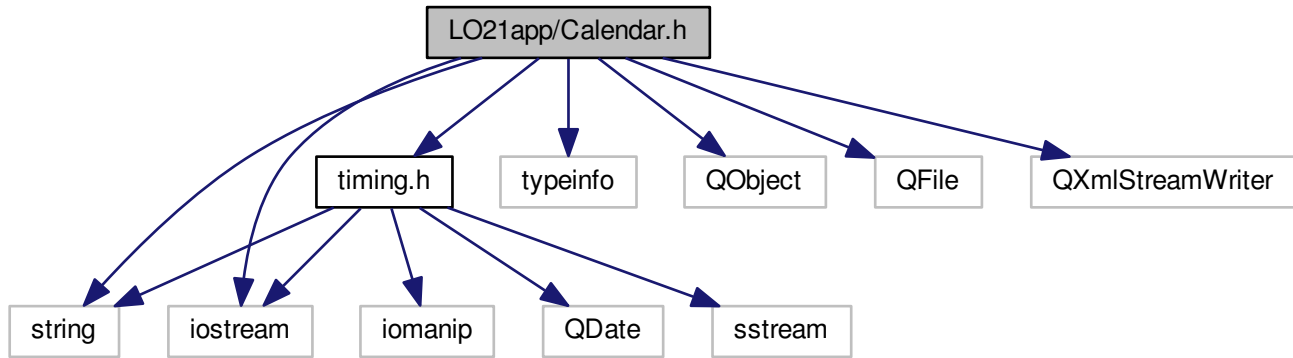 LO21app/Calendar.h
timing.h
typeinfo
QObject
QFile
QXmlStreamWriter
string
iostream
iomanip
QDate
sstream